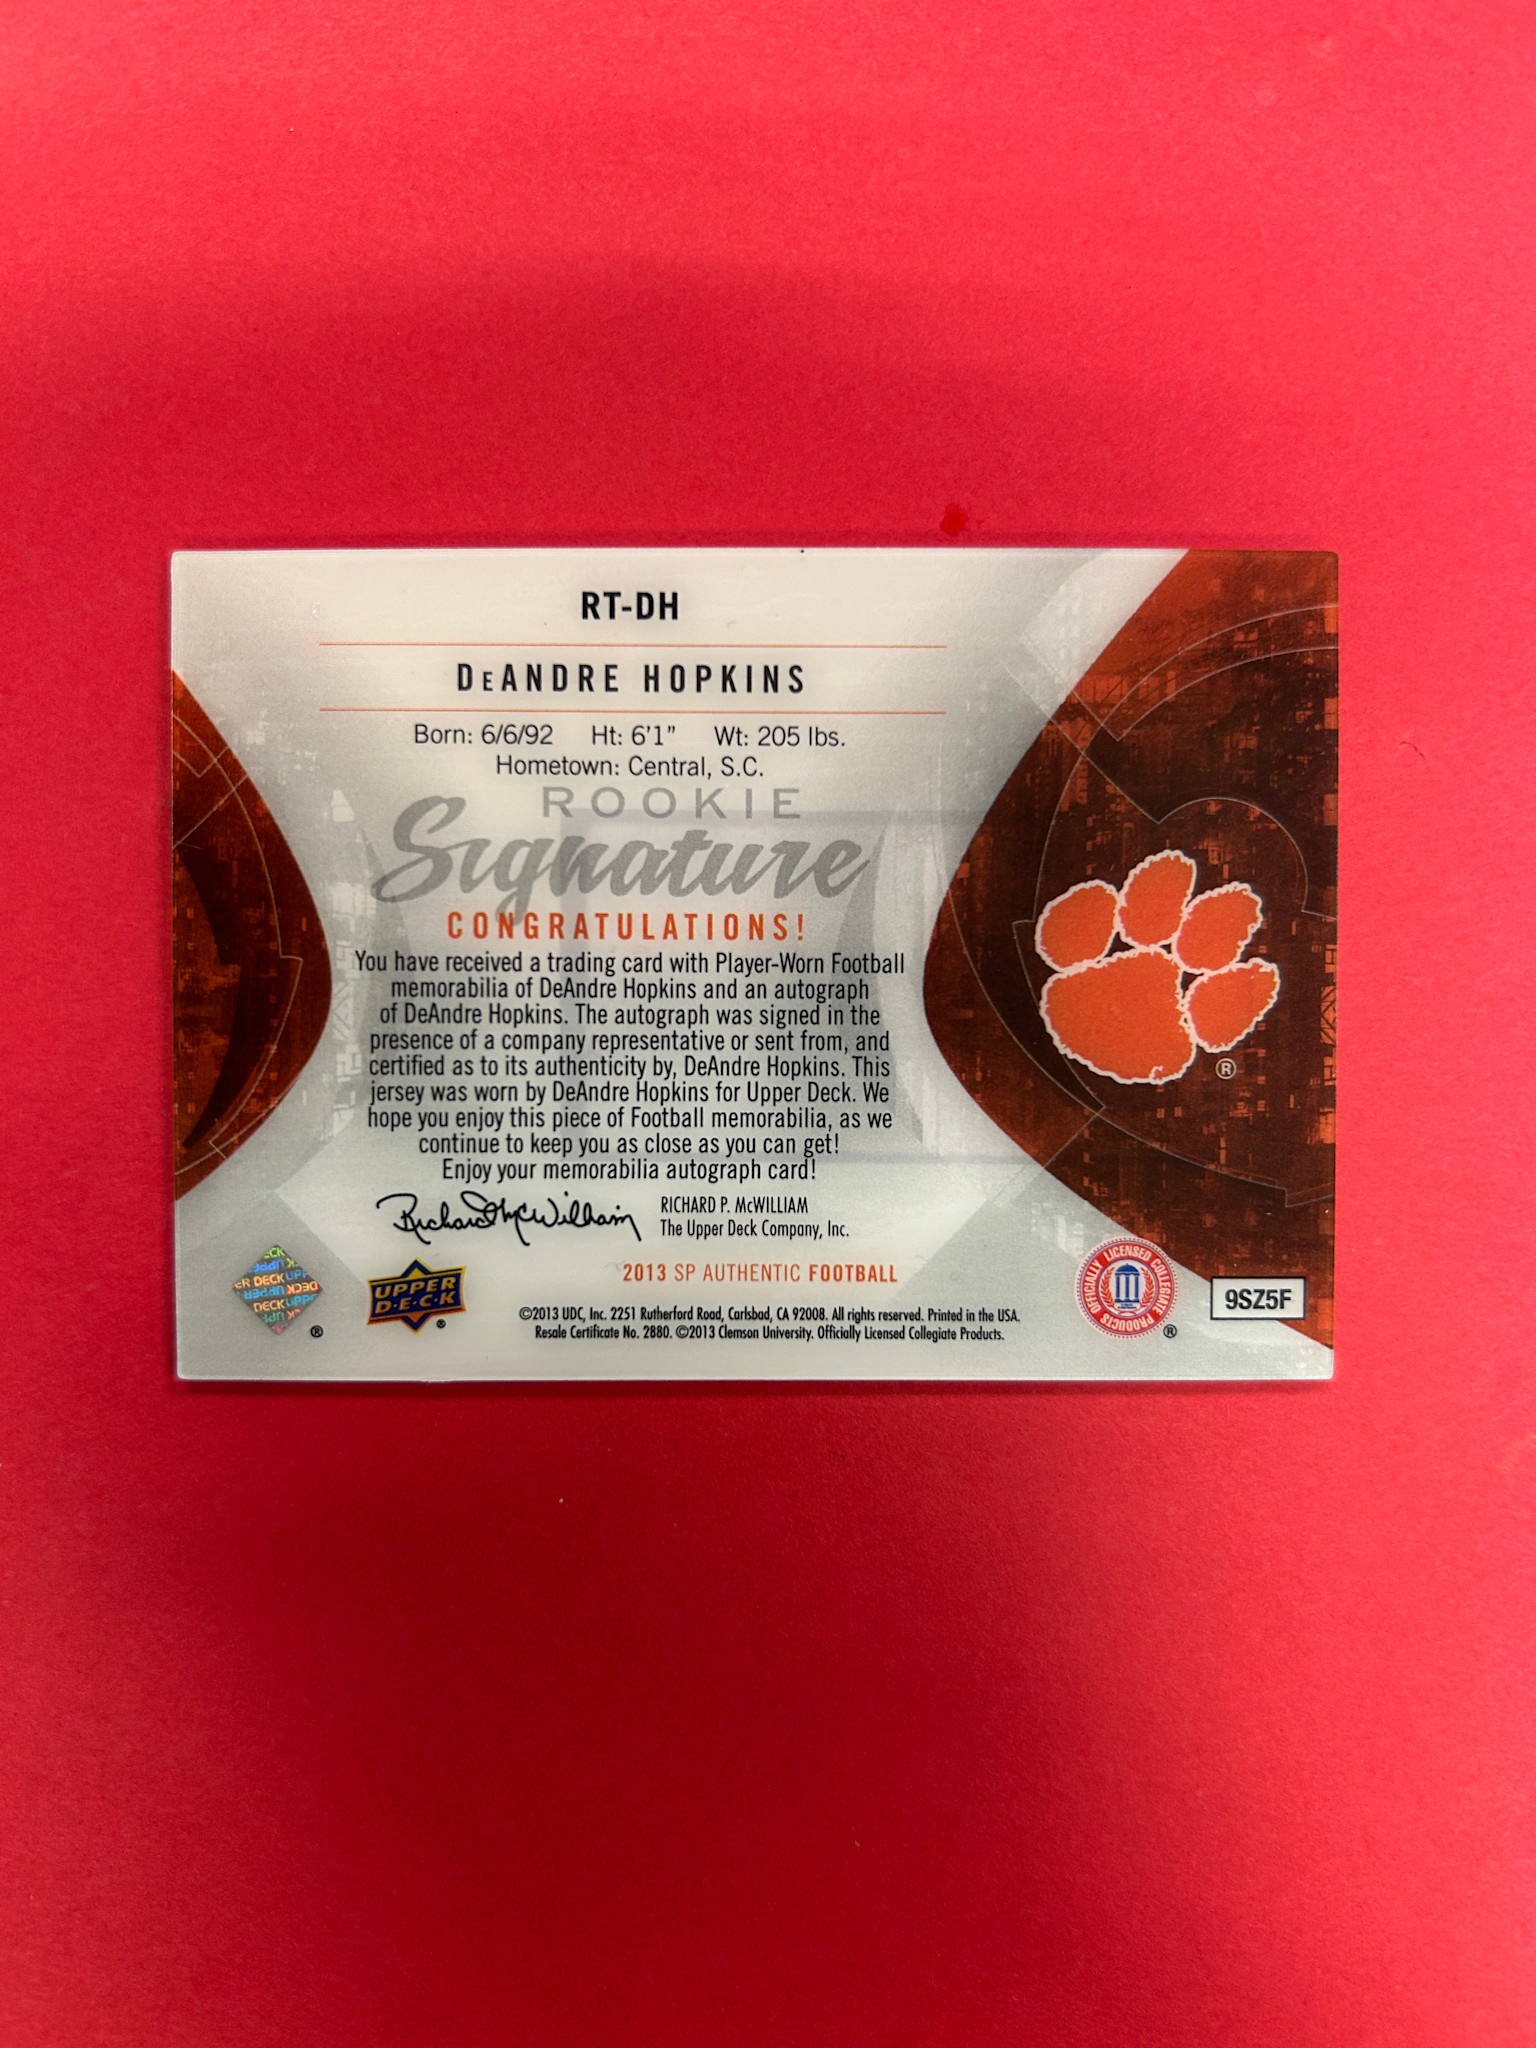 RT-DH
DeANDRE HOPKINS
Born: 6/6/92 Ht: 6'1" Wt: 205 lbs.
Hometown: Central, S.C.
ROOKIE
Signature
CONGRATULATIONS!
You have received a trading card with Player-Worn Football
memorabilia of DeAndre Hopkins and an autograph
of DeAndre Hopkins. The autograph was signed in the
presence of a company representative or sent from, and
certified as to its authenticity by, DeAndre Hopkins. This
jersey was worn by DeAndre Hopkins for Upper Deck. We
hope you enjoy this piece of Football memorabilia, as we
continue to keep you as close as you can get!
Enjoy your memorabilia autograph card!
Richard McWilliam
RICHARD P. McWILLIAM
The Upper Deck Company, Inc.
UPPER
D·E·C·K
®
®
2013 SP AUTHENTIC FOOTBALL
©2013 UDC, Inc. 2251 Rutherford Road, Carlsbad, CA 92008. All rights reserved. Printed in the USA.
Resale Certificate No. 2880. ©2013 Clemson University. Officially Licensed Collegiate Products.
OFFICIALLY LICENSED COLLEGIATE PRODUCTS
®
®
9SZ5F